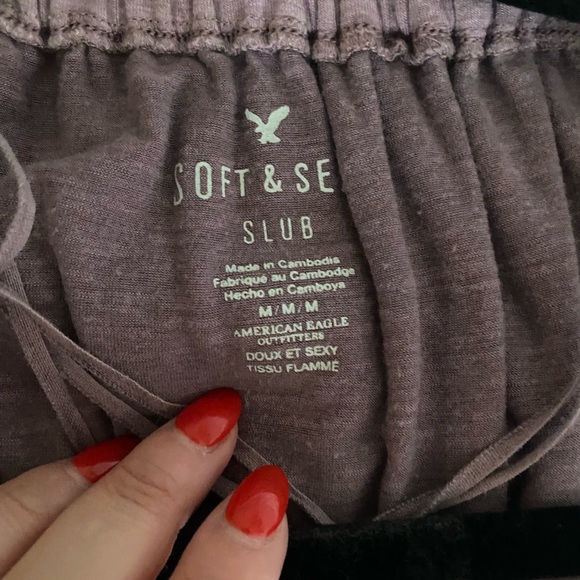 SOFT & SE
SLUB
Made in Cambodia
Fabriqué au Cambodge
Hecho en Camboya
M/M/M
AMERICAN EAGLE
OUTFITTERS
DOUX ET SEXY
TISSU FLAMMÉ